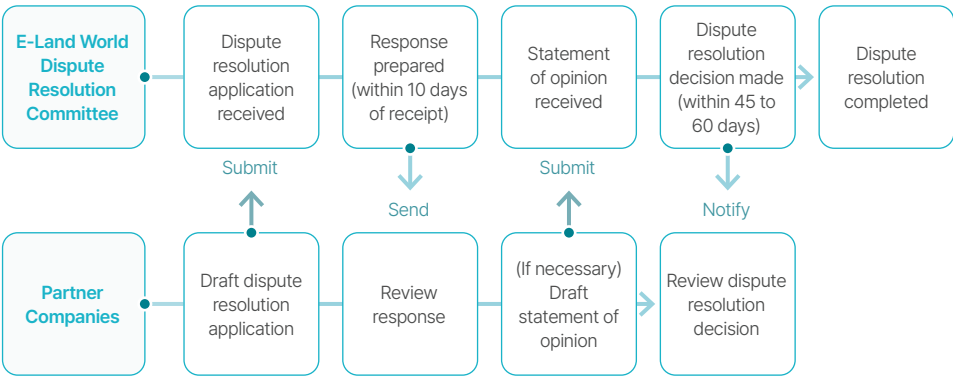 E-Land World
Dispute
Resolution
Committee
Dispute
resolution
application
received
Response
prepared
(within 10 days
of receipt)
Statement
of opinion
received
Dispute
resolution
decision made
(within 45 to
60 days)
Dispute
resolution
completed
Submit
Send
Submit
Notify
Partner
Companies
Draft dispute
resolution
application
Review
response
(If necessary)
Draft
statement of
opinion
Review dispute
resolution
decision